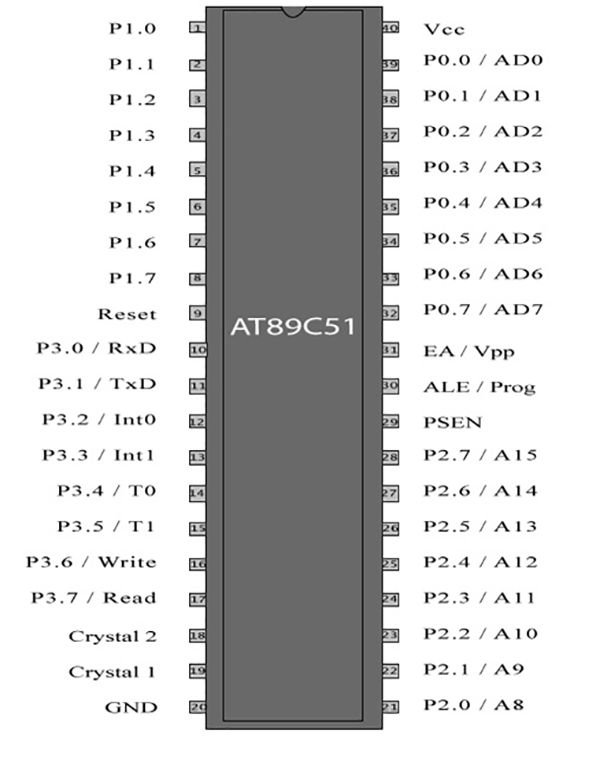 P1.0 1 40 Vcc
P1.1 2 39 P0.0 / AD0
P1.2 3 38 P0.1 / AD1
P1.3 4 37 P0.2 / AD2
P1.4 5 36 P0.3 / AD3
P1.5 6 35 P0.4 / AD4
P1.6 7 34 P0.5 / AD5
P1.7 8 33 P0.6 / AD6
Reset 9 32 P0.7 / AD7
AT89C51
P3.0 / RxD 10 31 EA / Vpp
P3.1 / TxD 11 30 ALE / Prog
P3.2 / Int0 12 29 PSEN
P3.3 / Int1 13 28 P2.7 / A15
P3.4 / T0 14 27 P2.6 / A14
P3.5 / T1 15 26 P2.5 / A13
P3.6 / Write 16 25 P2.4 / A12
P3.7 / Read 17 24 P2.3 / A11
Crystal 2 18 23 P2.2 / A10
Crystal 1 19 22 P2.1 / A9
GND 20 21 P2.0 / A8